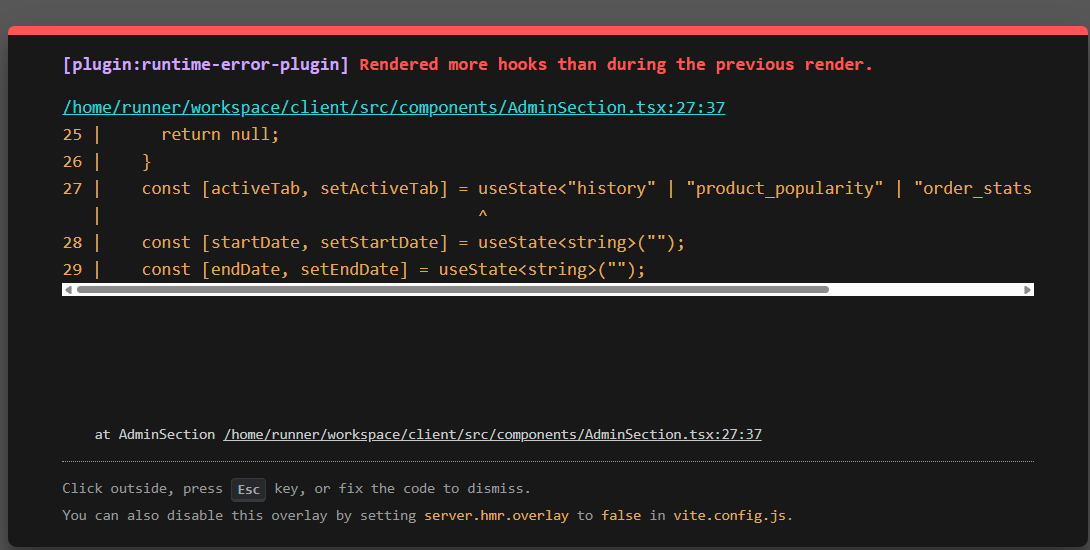 [plugin:runtime-error-plugin] Rendered more hooks than during the previous render.
/home/runner/workspace/client/src/components/AdminSection.tsx:27:37
25 |      return null;
26 |    }
27 |    const [activeTab, setActiveTab] = useState<"history" | "product_popularity" | "order_stats
   |                                       ^
28 |    const [startDate, setStartDate] = useState<string>("");
29 |    const [endDate, setEndDate] = useState<string>("");
at AdminSection /home/runner/workspace/client/src/components/AdminSection.tsx:27:37
Click outside, press Esc key, or fix the code to dismiss.
You can also disable this overlay by setting server.hmr.overlay to false in vite.config.js.